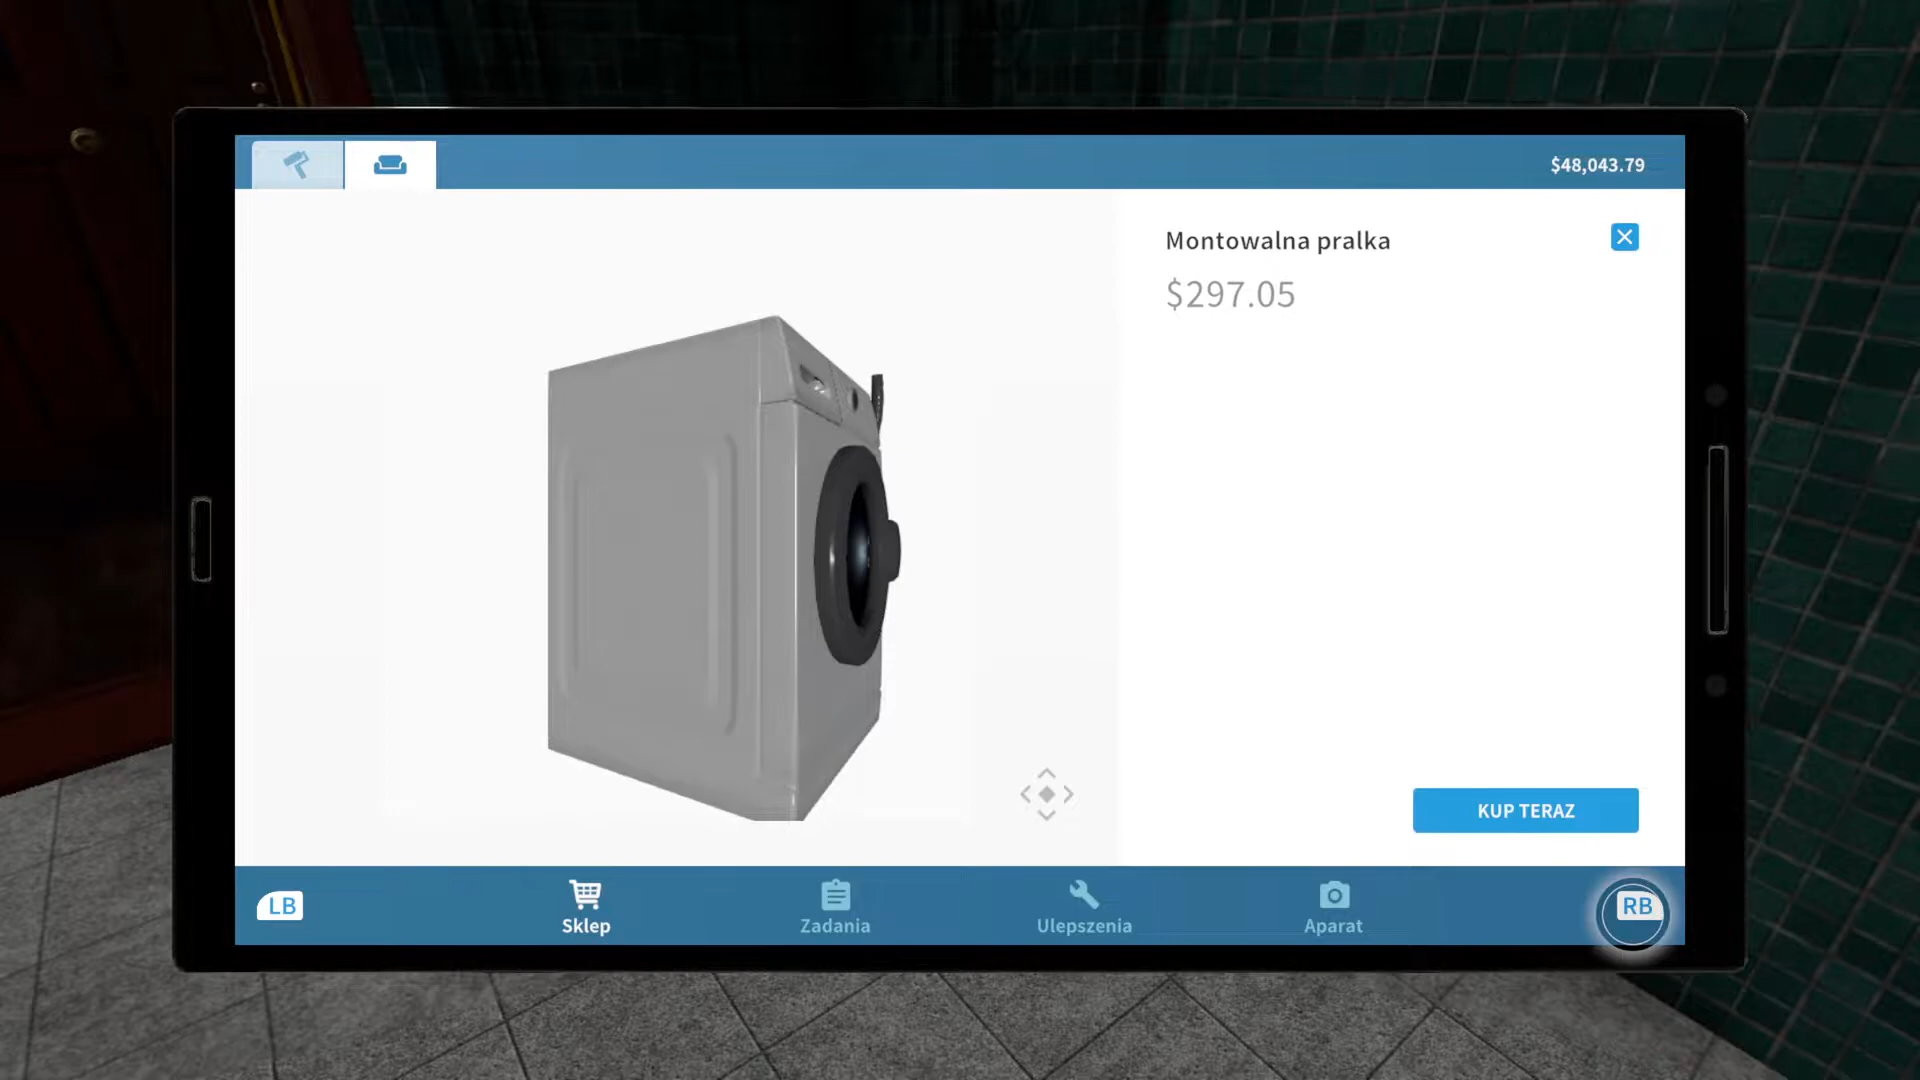 $48,043.79
Montowalna pralka
$297.05
KUP TERAZ
LB
Sklep
Zadania
Ulepszenia
Aparat
RB